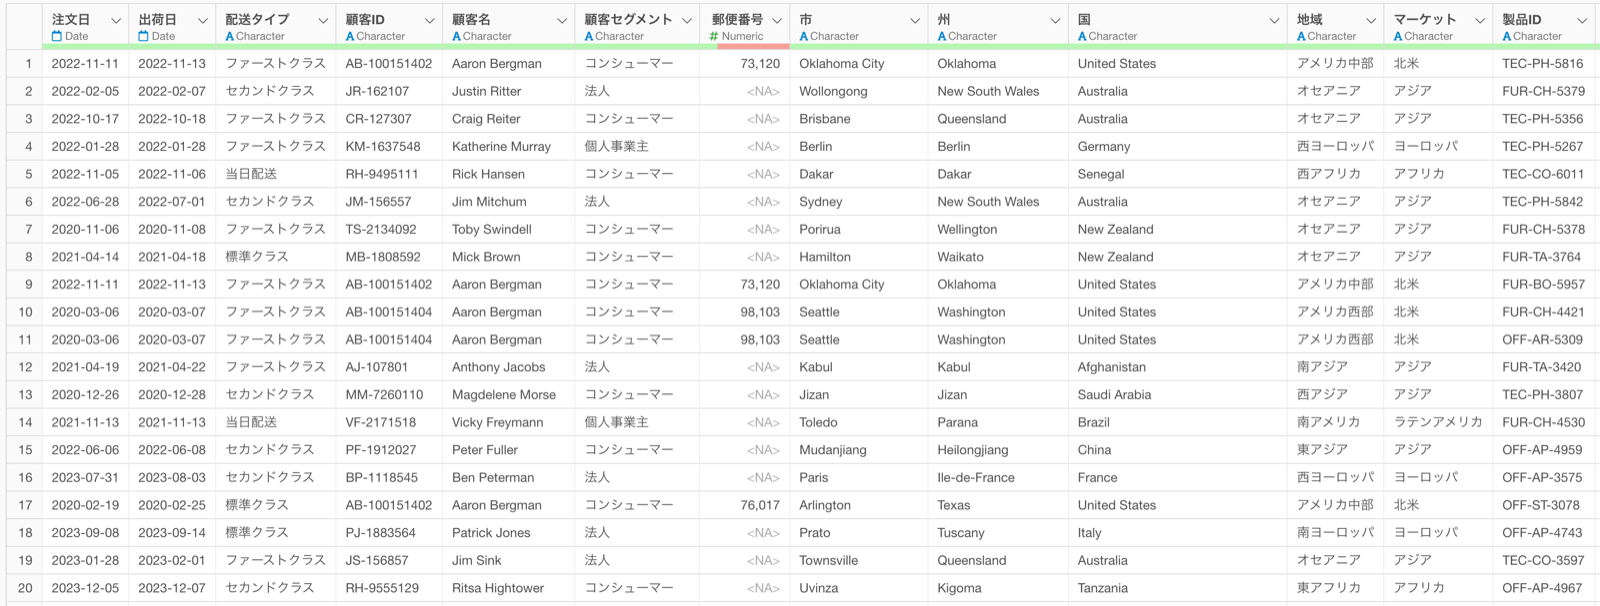 注文日 出荷日 配送タイプ 顧客ID 顧客名 顧客セグメント 郵便番号 市 州 国 地域 マーケット 製品ID
Date Date A Character A Character A Character A Character # Numeric A Character A Character A Character A Character A Character A Character
1 2022-11-11 2022-11-13 ファーストクラス AB-100151402 Aaron Bergman コンシューマー 73,120 Oklahoma City Oklahoma United States アメリカ中部 北米 TEC-PH-5816
2 2022-02-05 2022-02-07 セカンドクラス JR-162107 Justin Ritter 法人 <NA> Wollongong New South Wales Australia オセアニア アジア FUR-CH-5379
3 2022-10-17 2022-10-18 ファーストクラス CR-127307 Craig Reiter コンシューマー <NA> Brisbane Queensland Australia オセアニア アジア TEC-PH-5356
4 2022-01-28 2022-01-28 ファーストクラス KM-1637548 Katherine Murray 個人事業主 <NA> Berlin Berlin Germany 西ヨーロッパ ヨーロッパ TEC-PH-5267
5 2022-11-05 2022-11-06 当日配送 RH-9495111 Rick Hansen コンシューマー <NA> Dakar Dakar Senegal 西アフリカ アフリカ TEC-CO-6011
6 2022-06-28 2022-07-01 セカンドクラス JM-156557 Jim Mitchum 法人 <NA> Sydney New South Wales Australia オセアニア アジア TEC-PH-5842
7 2020-11-06 2020-11-08 ファーストクラス TS-2134092 Toby Swindell コンシューマー <NA> Porirua Wellington New Zealand オセアニア アジア FUR-CH-5378
8 2021-04-14 2021-04-18 標準クラス MB-1808592 Mick Brown コンシューマー <NA> Hamilton Waikato New Zealand オセアニア アジア FUR-TA-3764
9 2022-11-11 2022-11-13 ファーストクラス AB-100151402 Aaron Bergman コンシューマー 73,120 Oklahoma City Oklahoma United States アメリカ中部 北米 FUR-BO-5957
10 2020-03-06 2020-03-07 ファーストクラス AB-100151404 Aaron Bergman コンシューマー 98,103 Seattle Washington United States アメリカ西部 北米 FUR-CH-4421
11 2020-03-06 2020-03-07 ファーストクラス AB-100151404 Aaron Bergman コンシューマー 98,103 Seattle Washington United States アメリカ西部 北米 OFF-AR-5309
12 2021-04-19 2021-04-22 ファーストクラス AJ-107801 Anthony Jacobs 法人 <NA> Kabul Kabul Afghanistan 南アジア アジア FUR-TA-3420
13 2020-12-26 2020-12-28 セカンドクラス MM-7260110 Magdelene Morse コンシューマー <NA> Jizan Jizan Saudi Arabia 西アジア アジア TEC-PH-3807
14 2021-11-13 2021-11-13 当日配送 VF-2171518 Vicky Freymann 個人事業主 <NA> Toledo Parana Brazil 南アメリカ ラテンアメリカ FUR-CH-4530
15 2022-06-06 2022-06-08 セカンドクラス PF-1912027 Peter Fuller コンシューマー <NA> Mudanjiang Heilongjiang China 東アジア アジア OFF-AP-4959
16 2023-07-31 2023-08-03 セカンドクラス BP-1118545 Ben Peterman 法人 <NA> Paris Ile-de-France France 西ヨーロッパ ヨーロッパ OFF-AP-3575
17 2020-02-19 2020-02-25 標準クラス AB-100151402 Aaron Bergman コンシューマー 76,017 Arlington Texas United States アメリカ中部 北米 OFF-ST-3078
18 2023-09-08 2023-09-14 標準クラス PJ-1883564 Patrick Jones 法人 <NA> Prato Tuscany Italy 南ヨーロッパ ヨーロッパ OFF-AP-4743
19 2023-01-28 2023-02-01 ファーストクラス JS-156857 Jim Sink 法人 <NA> Townsville Queensland Australia オセアニア アジア TEC-CO-3597
20 2023-12-05 2023-12-07 セカンドクラス RH-9555129 Ritsa Hightower コンシューマー <NA> Uvinza Kigoma Tanzania 東アフリカ アフリカ OFF-AP-4967